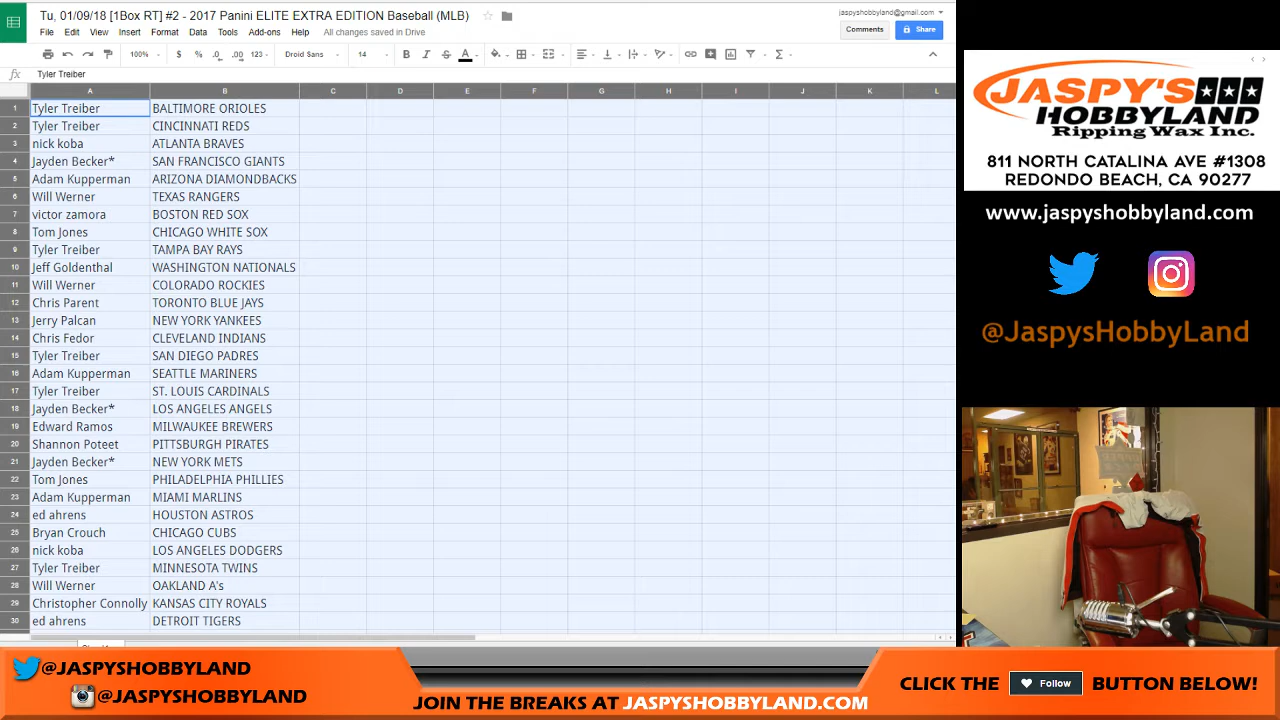 Tu, 01/09/18 [1Box RT] #2 - 2017 Panini ELITE EXTRA EDITION Baseball (MLB)
jaspyshobbyland@gmail.com
File Edit View Insert Format Data Tools Add-ons Help All changes saved in Drive
Comments
Share
100% $ % .0 .00 123 Droid Sans 14 B I S A
fx Tyler Treiber
A B C D E F G H I J K L
1 Tyler Treiber BALTIMORE ORIOLES
2 Tyler Treiber CINCINNATI REDS
3 nick koba ATLANTA BRAVES
4 Jayden Becker* SAN FRANCISCO GIANTS
5 Adam Kupperman ARIZONA DIAMONDBACKS
6 Will Werner TEXAS RANGERS
7 victor zamora BOSTON RED SOX
8 Tom Jones CHICAGO WHITE SOX
9 Tyler Treiber TAMPA BAY RAYS
10 Jeff Goldenthal WASHINGTON NATIONALS
11 Will Werner COLORADO ROCKIES
12 Chris Parent TORONTO BLUE JAYS
13 Jerry Palcan NEW YORK YANKEES
14 Chris Fedor CLEVELAND INDIANS
15 Tyler Treiber SAN DIEGO PADRES
16 Adam Kupperman SEATTLE MARINERS
17 Tyler Treiber ST. LOUIS CARDINALS
18 Jayden Becker* LOS ANGELES ANGELS
19 Edward Ramos MILWAUKEE BREWERS
20 Shannon Poteet PITTSBURGH PIRATES
21 Jayden Becker* NEW YORK METS
22 Tom Jones PHILADELPHIA PHILLIES
23 Adam Kupperman MIAMI MARLINS
24 ed ahrens HOUSTON ASTROS
25 Bryan Crouch CHICAGO CUBS
26 nick koba LOS ANGELES DODGERS
27 Tyler Treiber MINNESOTA TWINS
28 Will Werner OAKLAND A's
29 Christopher Connolly KANSAS CITY ROYALS
30 ed ahrens DETROIT TIGERS
JASPY'S
HOBBYLAND
Ripping Wax Inc.
811 NORTH CATALINA AVE #1308
REDONDO BEACH, CA 90277
www.jaspyshobbyland.com
@JaspysHobbyLand
@JASPYSHOBBYLAND
@JASPYSHOBBYLAND
JOIN THE BREAKS AT JASPYSHOBBYLAND.COM
CLICK THE Follow BUTTON BELOW!